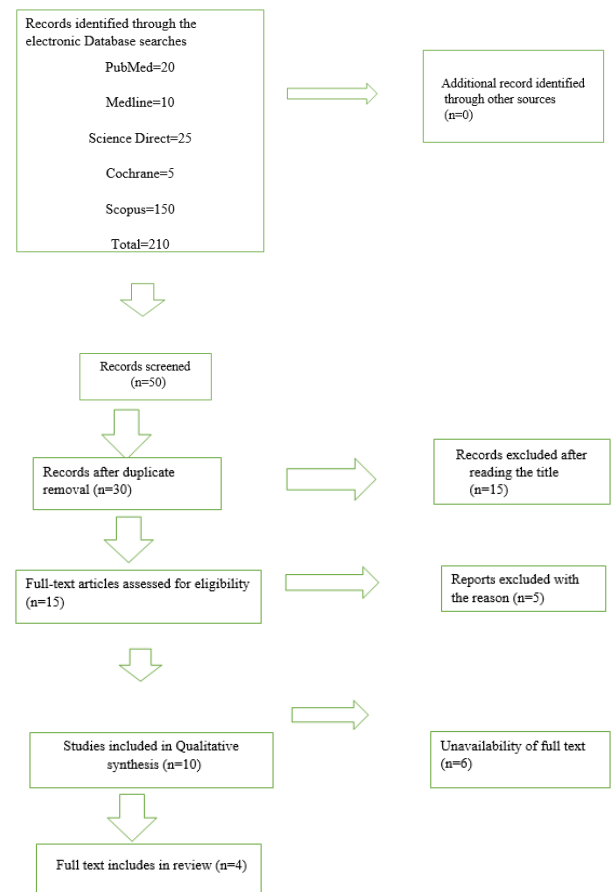 Records identified through the
electronic Database searches
PubMed=20
Medline=10
Science Direct=25
Cochrane=5
Scopus=150
Total=210
Additional record identified
through other sources
(n=0)
Records screened
(n=50)
Records after duplicate
removal (n=30)
Records excluded after
reading the title
(n=15)
Full-text articles assessed for eligibility
(n=15)
Reports excluded with
the reason (n=5)
Studies included in Qualitative
synthesis (n=10)
Unavailability of full text
(n=6)
Full text includes in review (n=4)